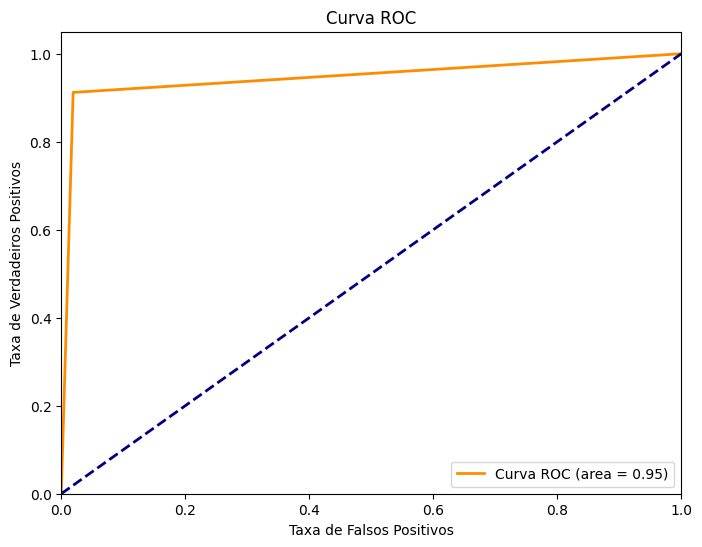 Curva ROC
1.0
0.8
0.6
0.4
0.2
0.0
Taxa de Verdadeiros Positivos
Curva ROC (area = 0.95)
0.0 0.2 0.4 0.6 0.8 1.0
Taxa de Falsos Positivos